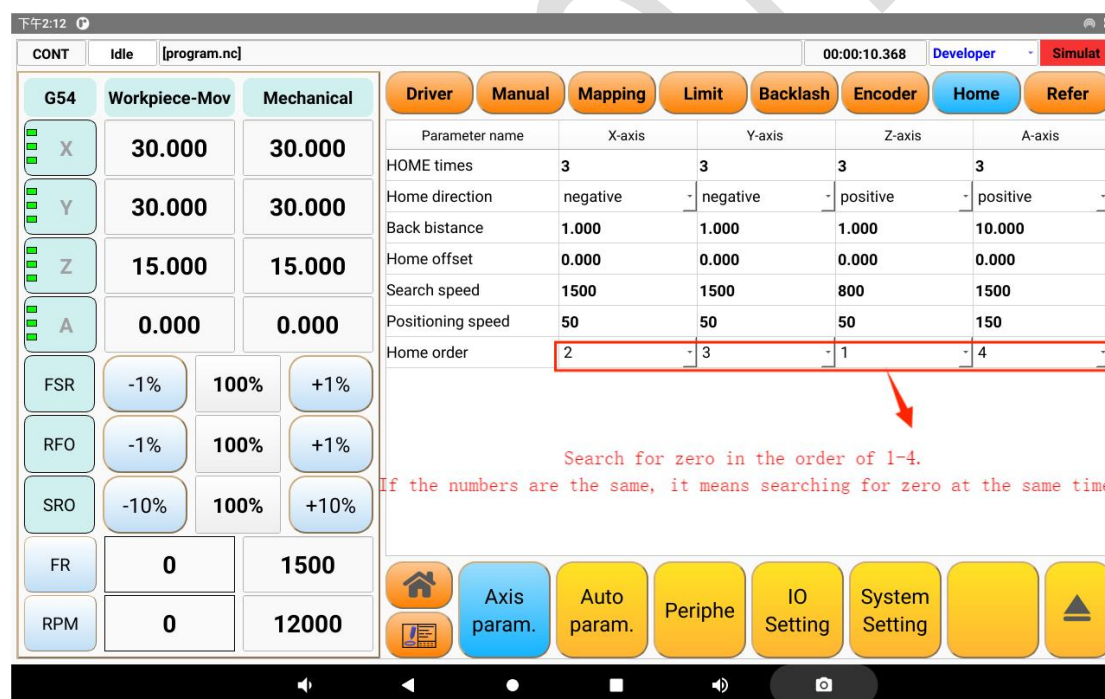 下午2:12
CONT Idle [program.nc] 00:00:10.368 Developer Simulat
G54 Workpiece-Mov Mechanical
X 30.000 30.000
Y 30.000 30.000
Z 15.000 15.000
A 0.000 0.000
FSR -1% 100% +1%
RFO -1% 100% +1%
SRO -10% 100% +10%
FR 0 1500
RPM 0 12000
Driver Manual Mapping Limit Backlash Encoder Home Refer
Parameter name X-axis Y-axis Z-axis A-axis
HOME times 3 3 3 3
Home direction negative negative positive positive
Back bistance 1.000 1.000 1.000 10.000
Home offset 0.000 0.000 0.000 0.000
Search speed 1500 1500 800 1500
Positioning speed 50 50 50 150
Home order 2 3 1 4
Search for zero in the order of 1-4.
If the numbers are the same, it means searching for zero at the same time
Axis param.
Auto param.
Periphe
IO Setting
System Setting